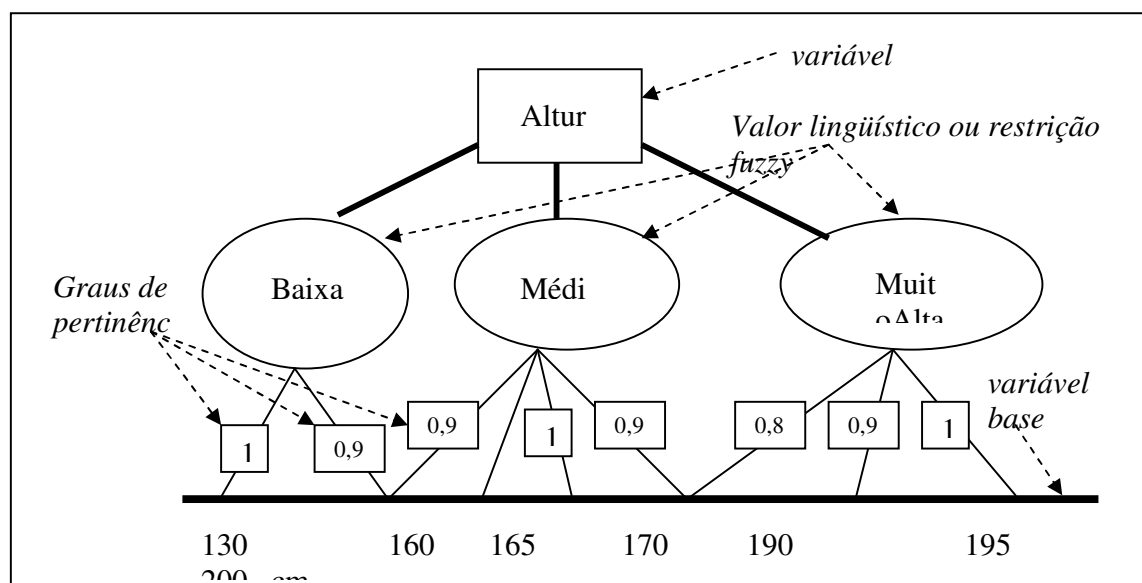 variável
Altur
Valor lingüístico ou restrição
fuzzy
Baixa
Médi
Muit
oAlta
Graus de
pertinênc
variável
base
1
0,9
0,9
1
0,9
0,8
0,9
1
130 160 165 170 190 195
200 cm